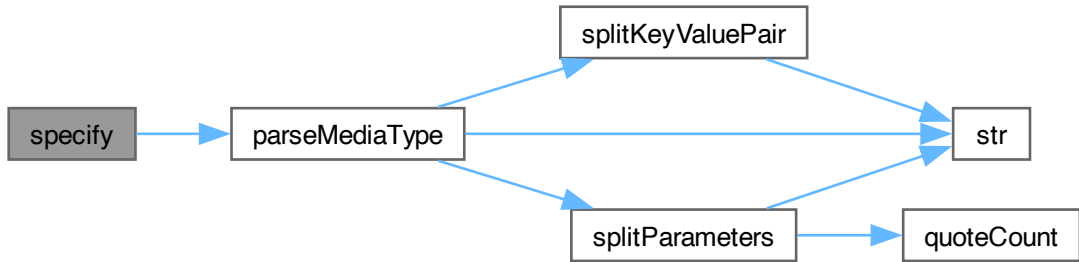 specify
parseMediaType
splitKeyValuePair
str
splitParameters
quoteCount